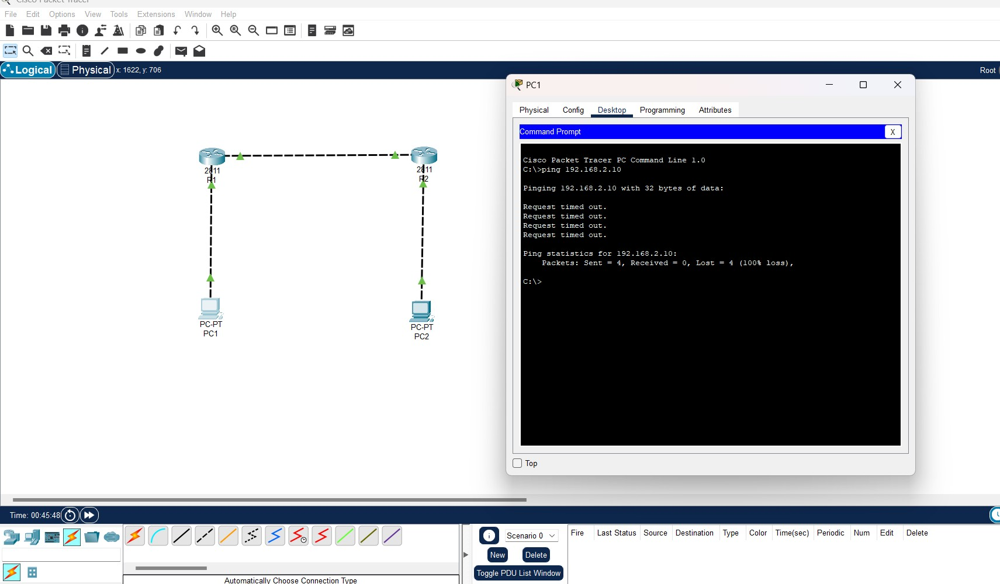 Cisco Packet Tracer
File Edit Options View Tools Extensions Window Help
Logical Physical x: 1622, y: 706
Root
PC1
Physical Config Desktop Programming Attributes
Command Prompt
X
Cisco Packet Tracer PC Command Line 1.0
C:\>ping 192.168.2.10
Pinging 192.168.2.10 with 32 bytes of data:
Request timed out.
Request timed out.
Request timed out.
Request timed out.
Ping statistics for 192.168.2.10:
Packets: Sent = 4, Received = 0, Lost = 4 (100% loss),
C:\>
Top
2811
R1
2811
R2
PC-PT
PC1
PC-PT
PC2
Time: 00:45:48
Automatically Choose Connection Type
Scenario 0
New Delete
Toggle PDU List Window
Fire Last Status Source Destination Type Color Time(sec) Periodic Num Edit Delete